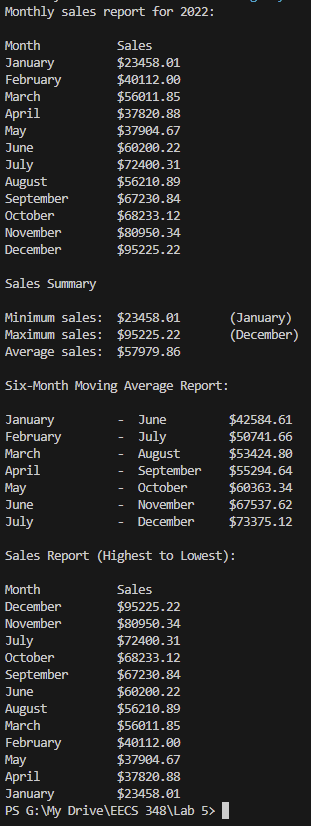 Monthly sales report for 2022:
Month Sales
January $23458.01
February $40112.00
March $56011.85
April $37820.88
May $37904.67
June $60200.22
July $72400.31
August $56210.89
September $67230.84
October $68233.12
November $80950.34
December $95225.22
Sales Summary
Minimum sales: $23458.01 (January)
Maximum sales: $95225.22 (December)
Average sales: $57979.86
Six-Month Moving Average Report:
January - June $42584.61
February - July $50741.66
March - August $53424.80
April - September $55294.64
May - October $60363.34
June - November $67537.62
July - December $73375.12
Sales Report (Highest to Lowest):
Month Sales
December $95225.22
November $80950.34
July $72400.31
October $68233.12
September $67230.84
June $60200.22
August $56210.89
March $56011.85
February $40112.00
May $37904.67
April $37820.88
January $23458.01
PS G:\My Drive\EECS 348\Lab 5>